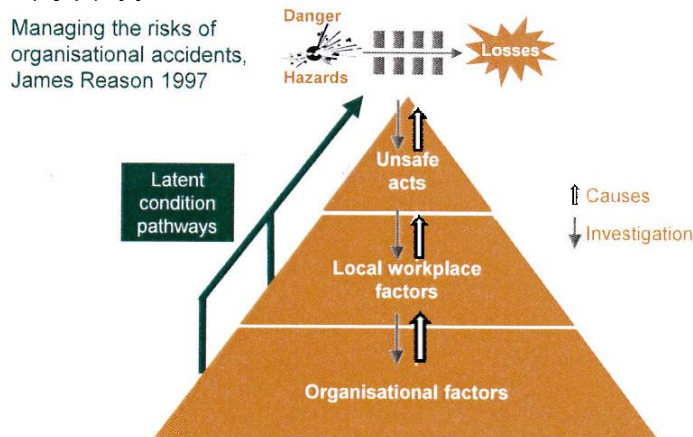 Managing the risks of
organisational accidents,
James Reason 1997
Danger
Hazards
Losses
Latent
condition
pathways
Unsafe
acts
Causes
Investigation
Local workplace
factors
Organisational factors